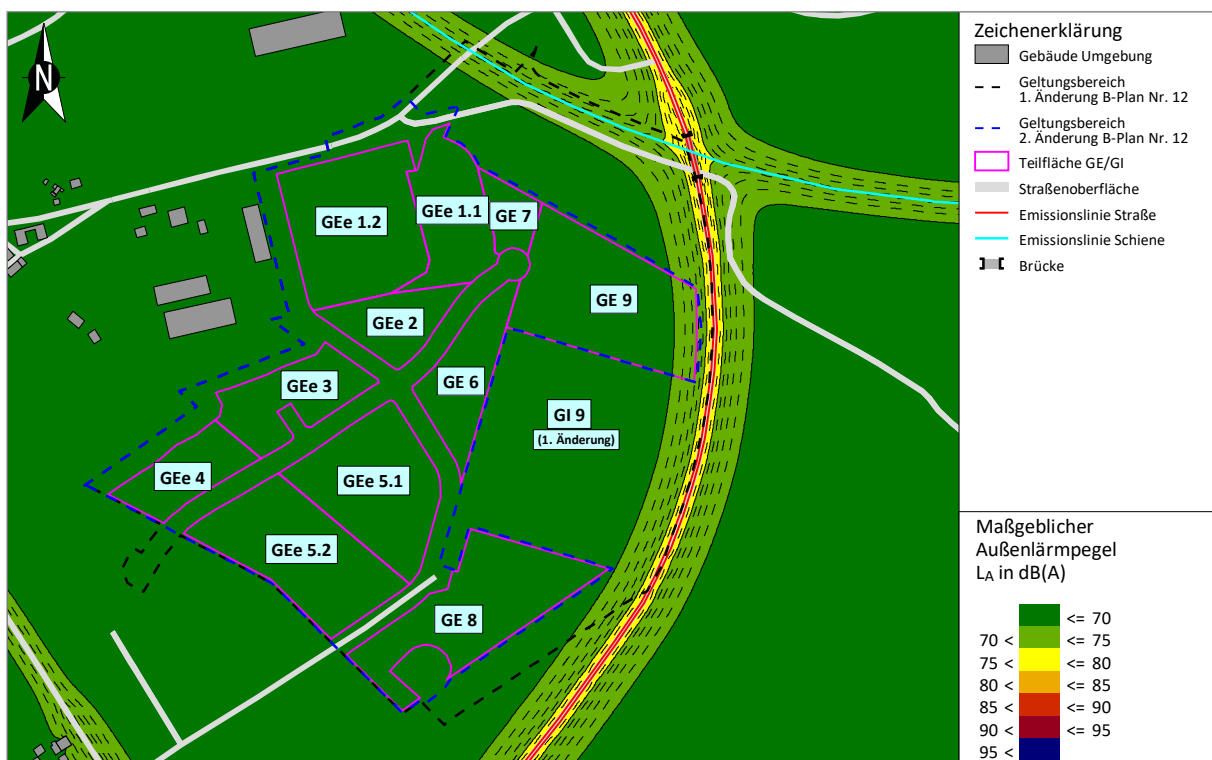 N
GEe 1.2
GEe 1.1
GE 7
GEe 2
GE 9
GEe 3
GE 6
GI 9
(1. Änderung)
GEe 4
GEe 5.1
GEe 5.2
GE 8
Zeichenerklärung
Gebäude Umgebung
Geltungsbereich
1. Änderung B-Plan Nr. 12
Geltungsbereich
2. Änderung B-Plan Nr. 12
Teilfläche GE/GI
Straßenoberfläche
Emissionslinie Straße
Emissionslinie Schiene
Brücke
Maßgeblicher
Außenlärmpegel
LA in dB(A)
<= 70
70 < <= 75
75 < <= 80
80 < <= 85
85 < <= 90
90 < <= 95
95 <